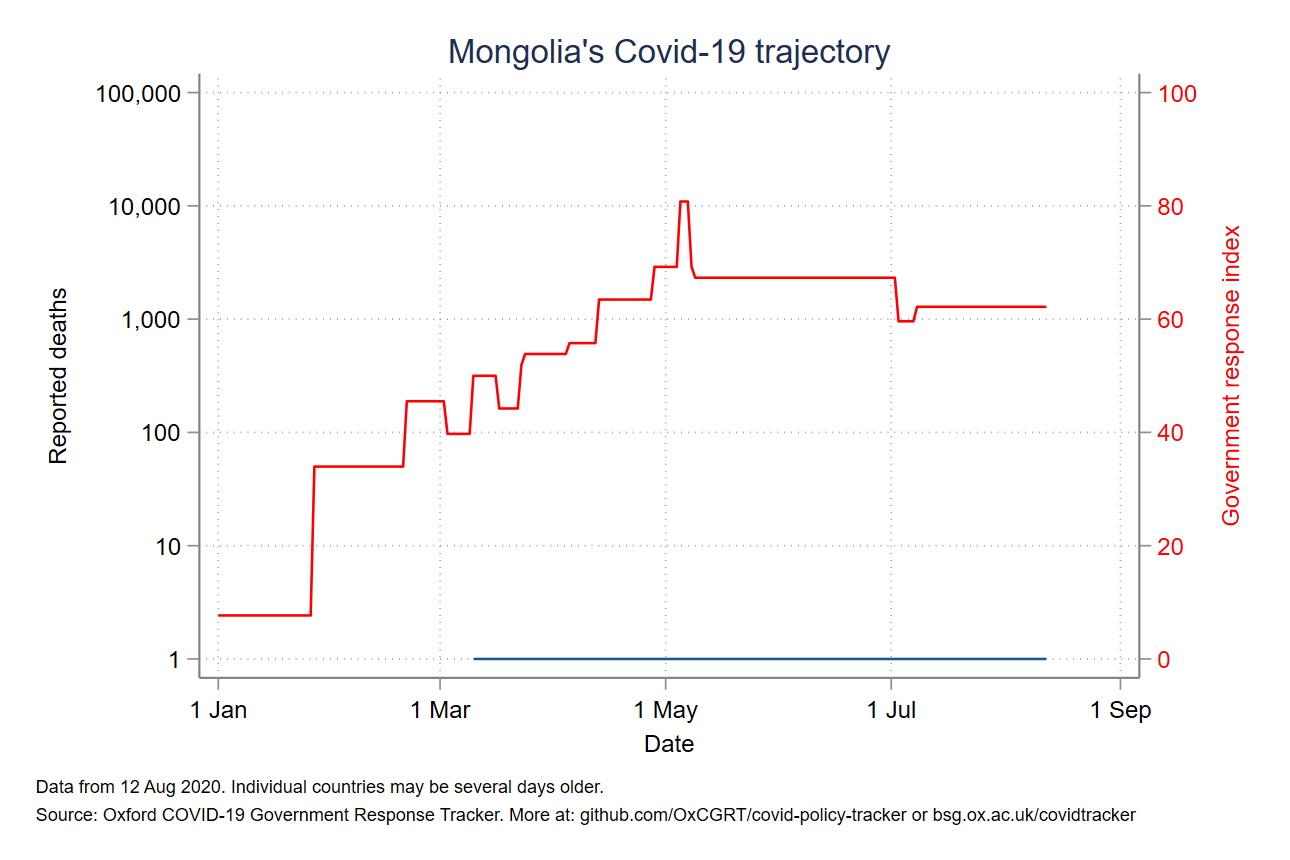 Mongolia's Covid-19 trajectory
100,000
10,000
1,000
100
10
1
Reported deaths
100
80
60
40
20
0
Government response index
1 Jan
1 Mar
1 May
1 Jul
1 Sep
Date
Data from 12 Aug 2020. Individual countries may be several days older.
Source: Oxford COVID-19 Government Response Tracker. More at: github.com/OxCGRT/covid-policy-tracker or bsg.ox.ac.uk/covidtracker